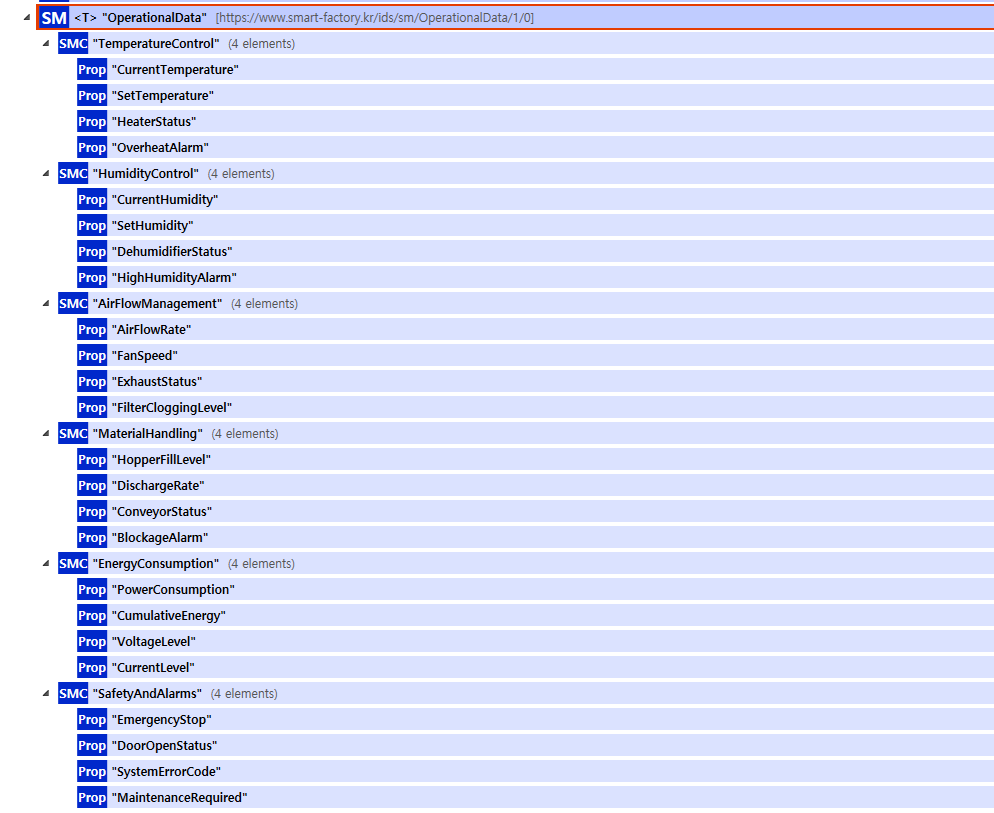 SM <T> "OperationalData" [https://www.smart-factory.kr/ids/sm/OperationalData/1/0]
SMC "TemperatureControl" (4 elements)
Prop "CurrentTemperature"
Prop "SetTemperature"
Prop "HeaterStatus"
Prop "OverheatAlarm"
SMC "HumidityControl" (4 elements)
Prop "CurrentHumidity"
Prop "SetHumidity"
Prop "DehumidifierStatus"
Prop "HighHumidityAlarm"
SMC "AirFlowManagement" (4 elements)
Prop "AirFlowRate"
Prop "FanSpeed"
Prop "ExhaustStatus"
Prop "FilterCloggingLevel"
SMC "MaterialHandling" (4 elements)
Prop "HopperFillLevel"
Prop "DischargeRate"
Prop "ConveyorStatus"
Prop "BlockageAlarm"
SMC "EnergyConsumption" (4 elements)
Prop "PowerConsumption"
Prop "CumulativeEnergy"
Prop "VoltageLevel"
Prop "CurrentLevel"
SMC "SafetyAndAlarms" (4 elements)
Prop "EmergencyStop"
Prop "DoorOpenStatus"
Prop "SystemErrorCode"
Prop "MaintenanceRequired"